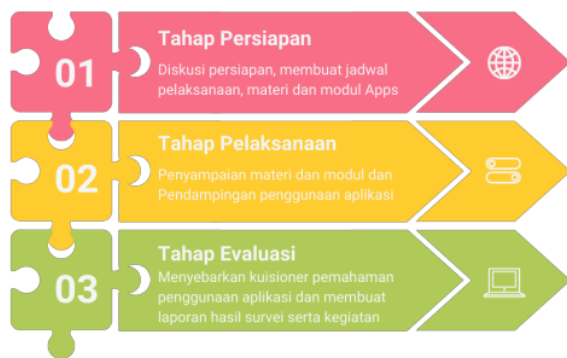 01
Tahap Persiapan
Diskusi persiapan, membuat jadwal
pelaksanaan, materi dan modul Apps
02
Tahap Pelaksanaan
Penyampaian materi dan modul dan
Pendampingan penggunaan aplikasi
03
Tahap Evaluasi
Menyebarkan kuisioner pemahaman
penggunaan aplikasi dan membuat
laporan hasil survei serta kegiatan